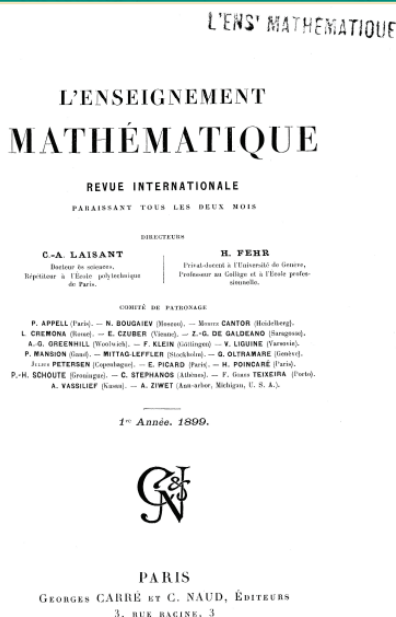 L'ENS' MATHEMATIQUE
L'ENSEIGNEMENT
MATHÉMATIQUE
REVUE INTERNATIONALE
PARAISSANT TOUS LES DEUX MOIS
DIRECTEURS
C.-A. LAISANT
Docteur ès sciences,
Répétiteur à l'École polytechnique
de Paris.
H. FEHR
Privat-docent à l'Université de Genève,
Professeur au Collège et à l'École profes-
sionnelle.
COMITÉ DE PATRONAGE
P. APPELL (Paris). — N. BOUGAIEV (Moscou). — MORITZ CANTOR (Heidelberg).
L. CREMONA (Rome). — E. CZUBER (Vienne). — Z.-G. DE GALDEANO (Saragosse).
A.-G. GREENHILL (Woolwich). — F. KLEIN (Göttingen). — V. LIGUINE (Varsovie).
P. MANSION (Gand). — MITTAG-LEFFLER (Stockholm). — G. OLTRAMARE (Genève).
JULIUS PETERSEN (Copenhague). — E. PICARD (Paris). — H. POINCARÉ (Paris).
P.-H. SCHOUTE (Groningue). — C. STEPHANOS (Athènes). — F. GOMES TEIXEIRA (Porto).
A. VASSILIEF (Kasan). — A. ZIWET (Ann-arbor, Michigan, U. S. A.).
1re Année. 1899.
PARIS
GEORGES CARRÉ ET C. NAUD, ÉDITEURS
3, RUE RACINE, 3